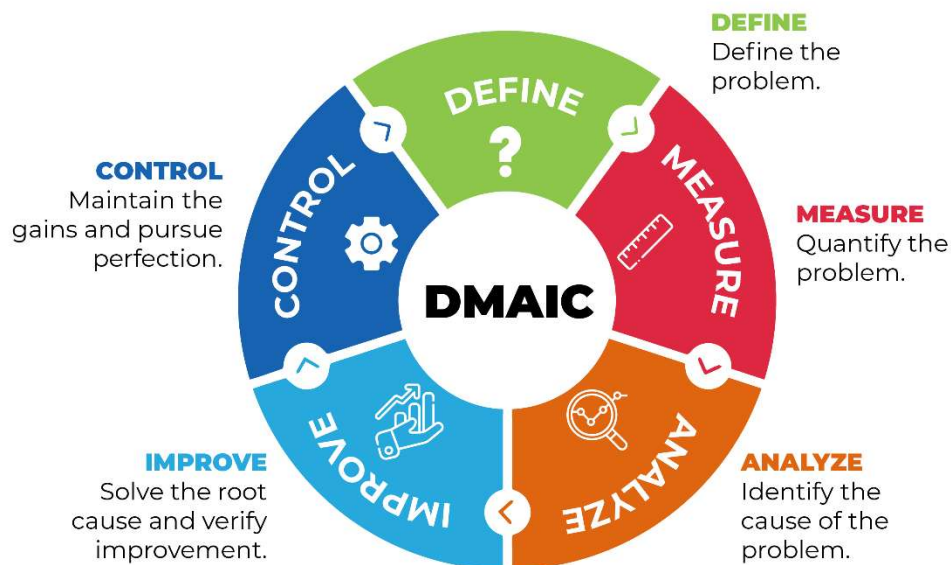 DEFINE
Define the
problem.
DEFINE
?
CONTROL
Maintain the
gains and pursue
perfection.
CONTROL
MEASURE
MEASURE
Quantify the
problem.
DMAIC
IMPROVE
Solve the root
cause and verify
improvement.
IMPROVE
ANALYZE
ANALYZE
Identify the
cause of the
problem.